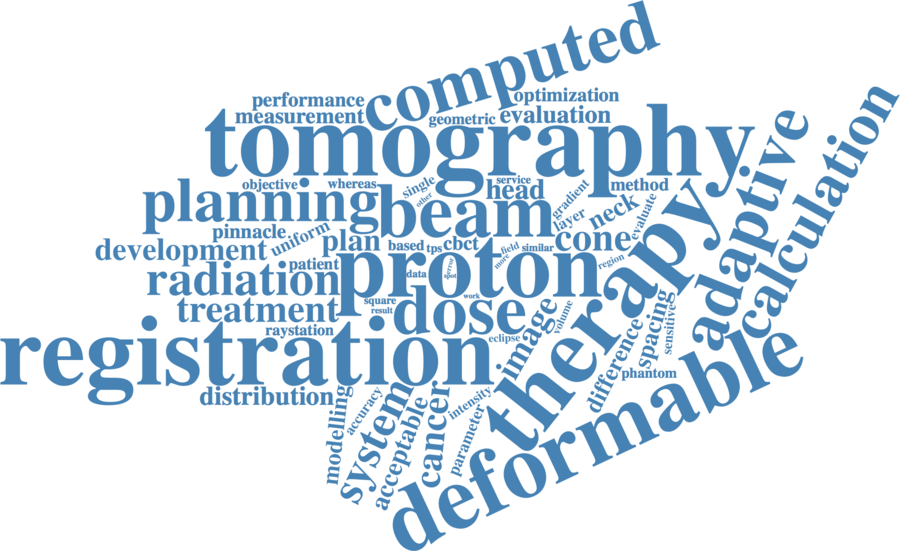 computed
performance
optimization
measurement
geometric
evaluation
tomography
objective
whereas
single
other
service
head
gradient
method
planning
beam
layer
neck
evaluate
adaptive
calculation
pinnacle
uniform
development
plan
based
tps
cbct
field
more
similar
cone
region
radiation
patient
proton
data
error
spot
therapy
treatment
square
result
work
dose
raystation
eclipse
image
volume
difference
spacing
sensitive
registration
phantom
distribution
modelling
accuracy
system
acceptable
cancer
intensity
parameter
deformable